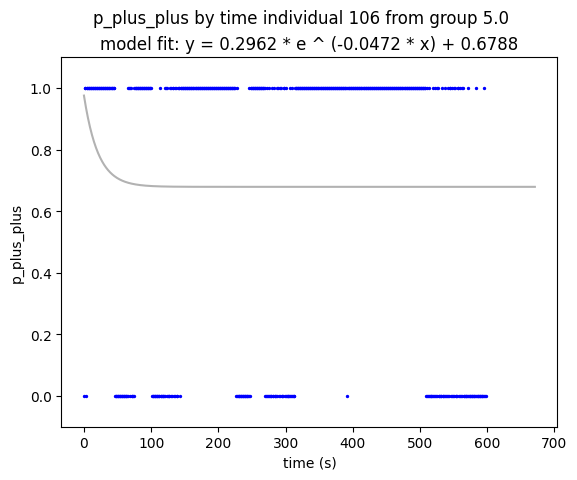 p_plus_plus by time individual 106 from group 5.0
model fit: y = 0.2962 * e ^ (-0.0472 * x) + 0.6788
1.0
0.8
0.6
0.4
0.2
0.0
p_plus_plus
0 100 200 300 400 500 600 700
time (s)